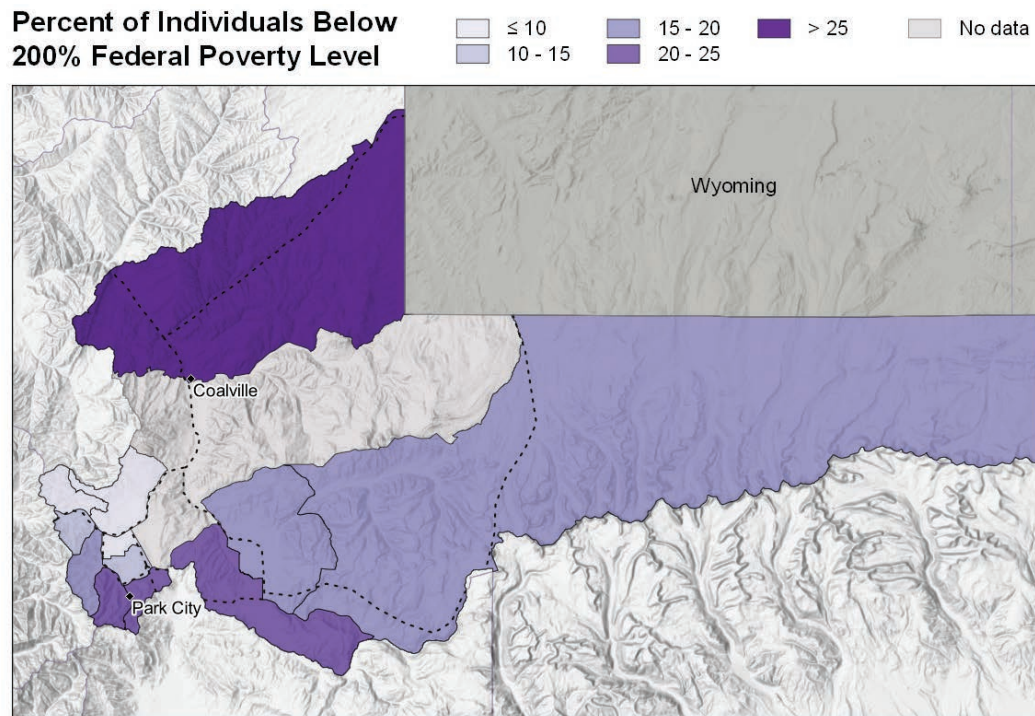 Percent of Individuals Below
200% Federal Poverty Level
≤ 10
15 - 20
> 25
No data
10 - 15
20 - 25
Wyoming
Coalville
Park City